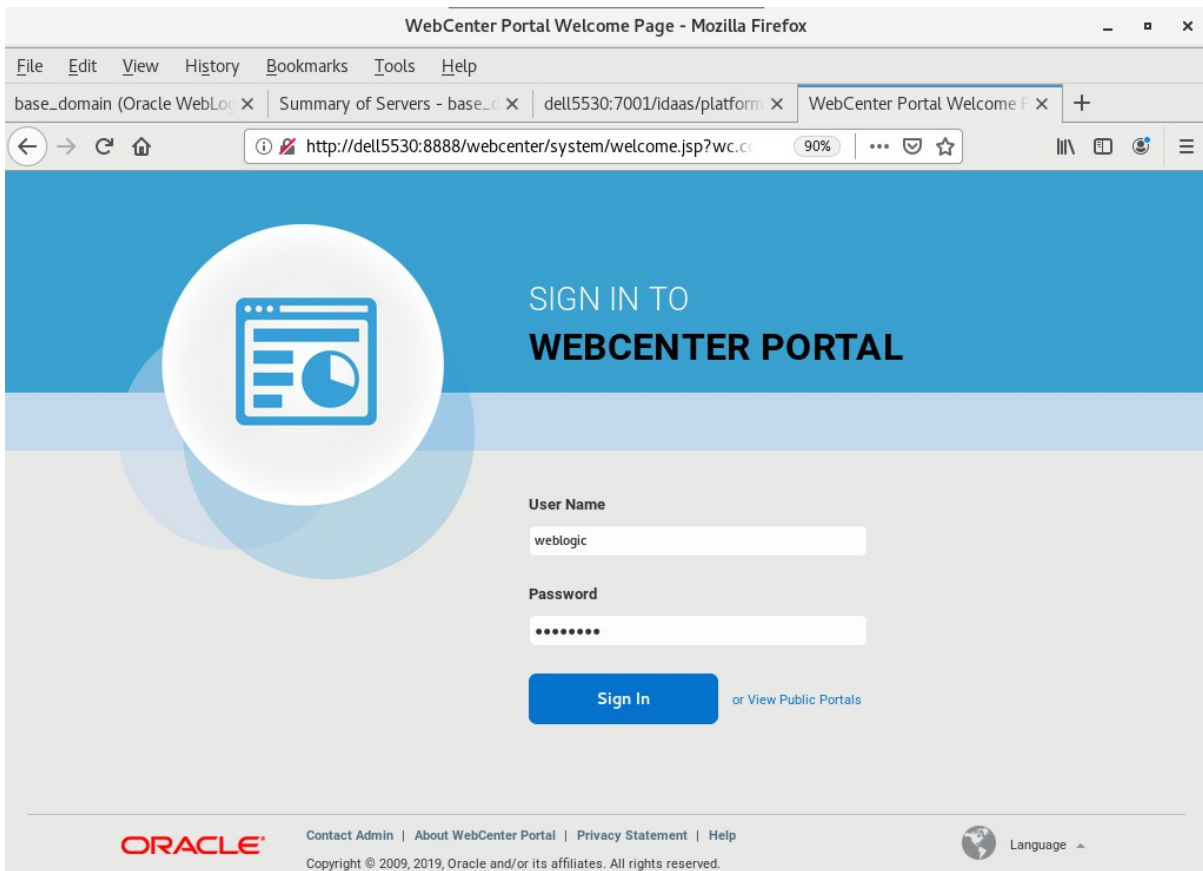 WebCenter Portal Welcome Page - Mozilla Firefox
File Edit View History Bookmarks Tools Help
base_domain (Oracle WebLog
Summary of Servers - base_d
dell5530:7001/idaas/platform
WebCenter Portal Welcome P
http://dell5530:8888/webcenter/system/welcome.jsp?wc.co
90%
SIGN IN TO
WEBCENTER PORTAL
User Name
weblogic
Password
••••••••
Sign In
or View Public Portals
ORACLE
Contact Admin | About WebCenter Portal | Privacy Statement | Help
Copyright © 2009, 2019, Oracle and/or its affiliates. All rights reserved.
Language